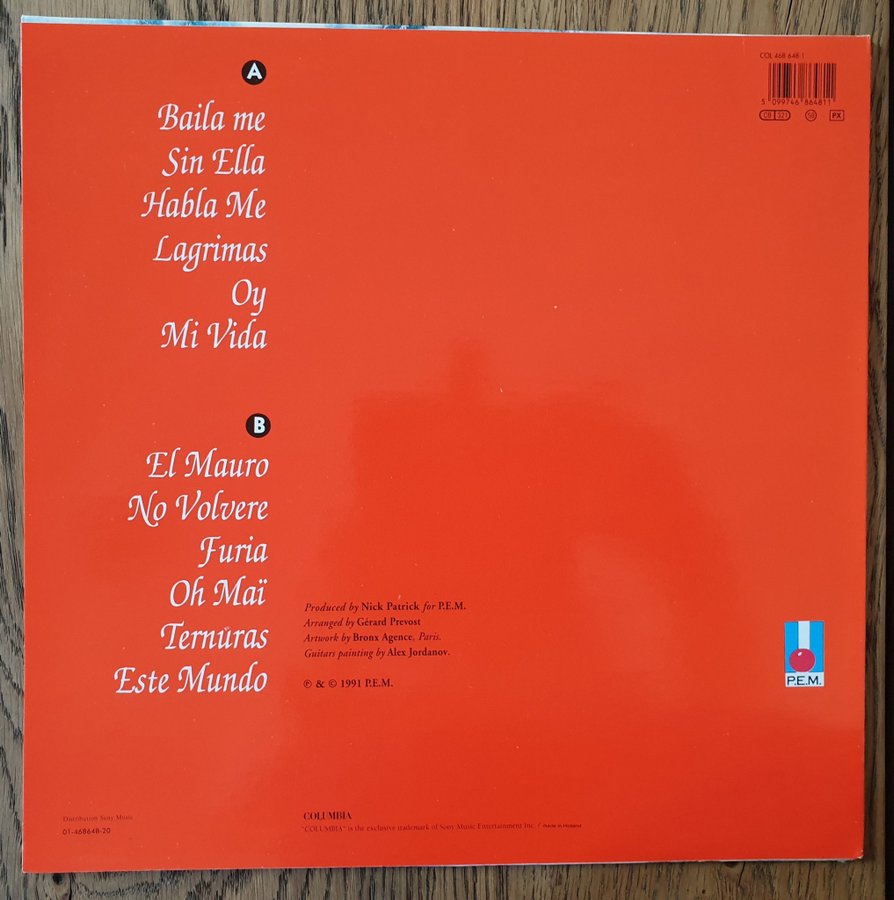 COL 468 648-1
5 099746 864811
PX
A
Baila me
Sin Ella
Habla Me
Lagrimas
Oy
Mi Vida
B
El Mauro
No Volvere
Furia
Oh Maï
Ternuras
Este Mundo
Produced by Nick Patrick for P.E.M.
Arranged by Gérard Prevost
Artwork by Bronx Agence, Paris.
Guitars painting by Alex Jordanov.
℗ & © 1991 P.E.M.
P.E.M.
Distribution Sony Music
01-468648-20
COLUMBIA
"COLUMBIA" is the exclusive trademark of Sony Music Entertainment Inc. / Made in Holland